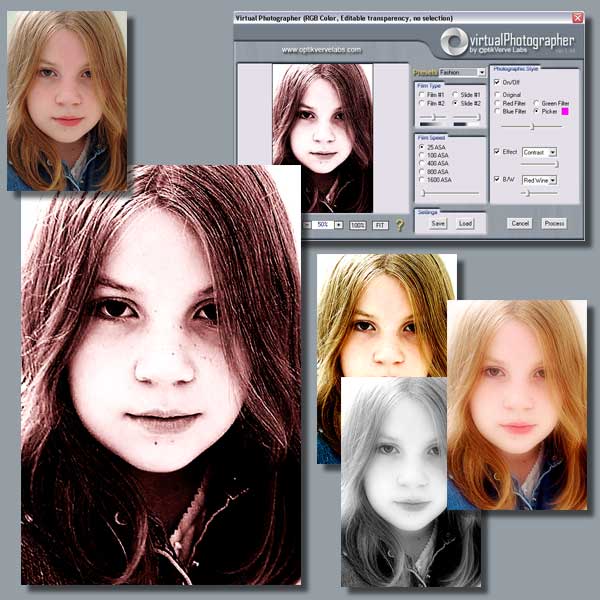 Virtual Photographer (RGB Color, Editable transparency, no selection)
www.optikvervelabs.com
virtualPhotographer
by OptikVerve Labs
Presets Fashion
Film Type
Film #1 Slide #1
Film #2 Slide #2
Film Speed
25 ASA
100 ASA
400 ASA
800 ASA
1600 ASA
Settings
Save Load
Photographic Style
On/Off
Original
Red Filter Green Filter
Blue Filter Picker
Effect Contrast
B/W Red Wine
- 50% + 100% FIT ?
Cancel Process